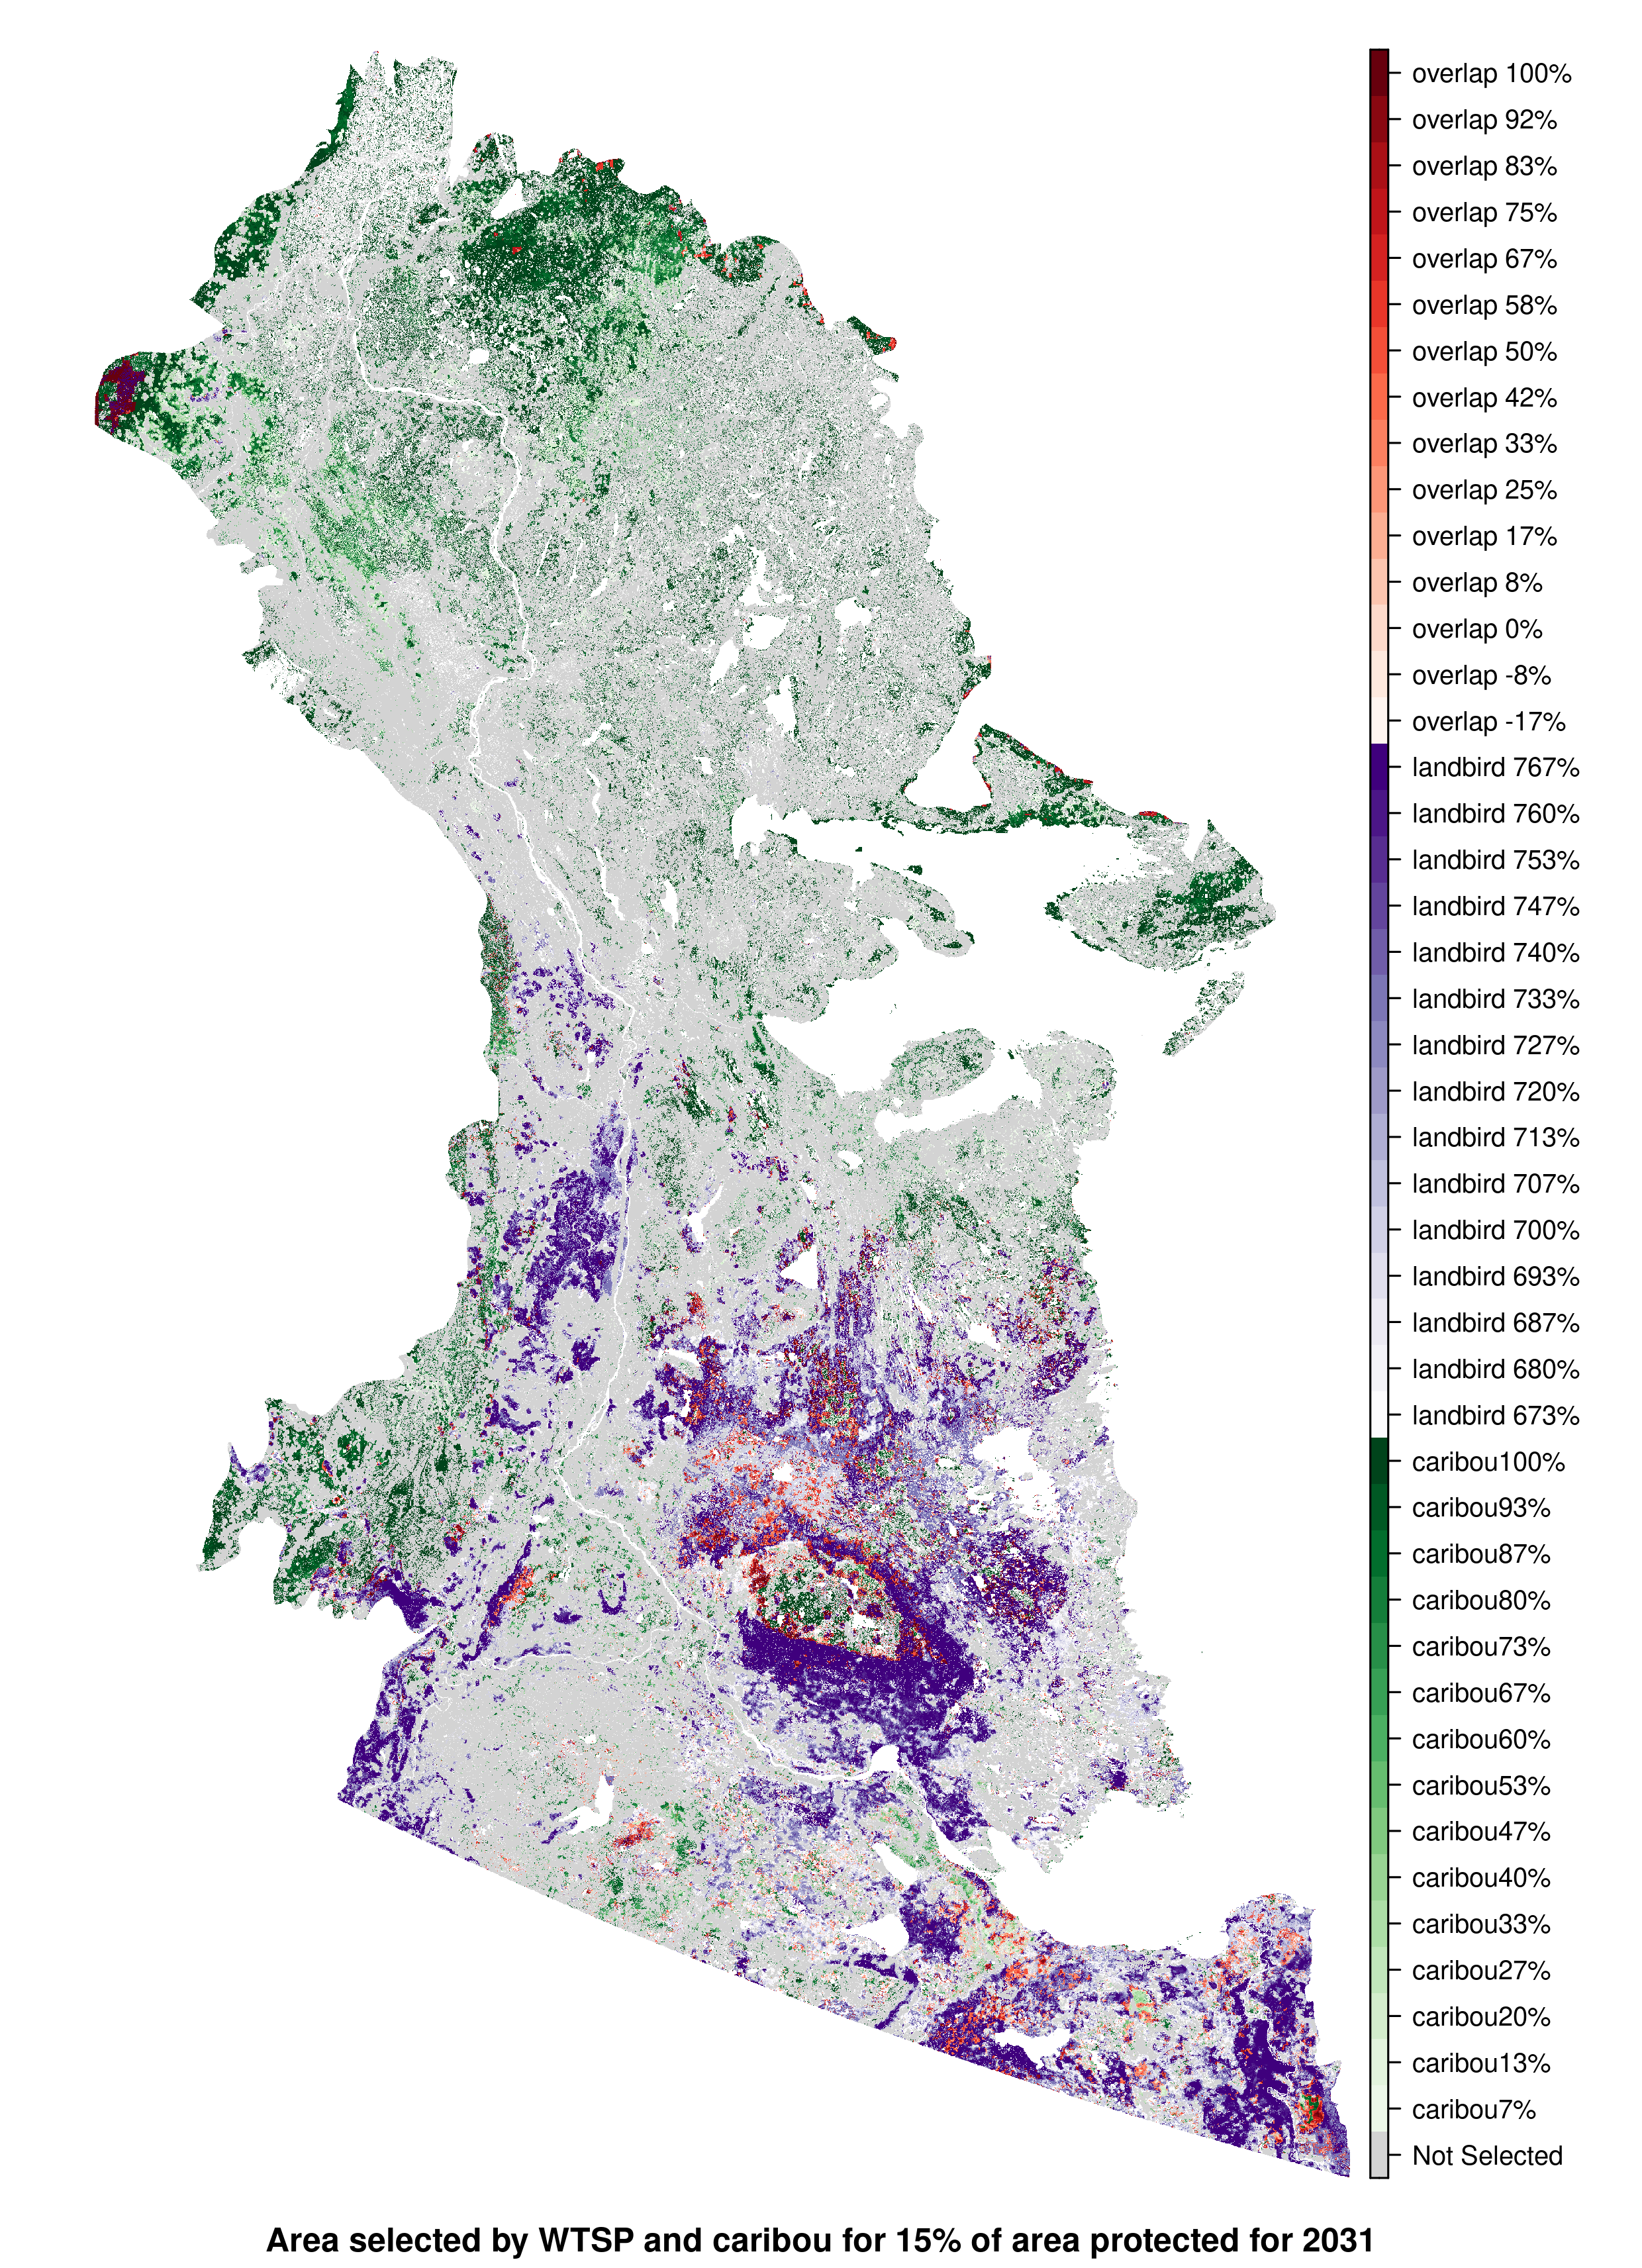 overlap 100%
overlap 92%
overlap 83%
overlap 75%
overlap 67%
overlap 58%
overlap 50%
overlap 42%
overlap 33%
overlap 25%
overlap 17%
overlap 8%
overlap 0%
overlap -8%
overlap -17%
landbird 767%
landbird 760%
landbird 753%
landbird 747%
landbird 740%
landbird 733%
landbird 727%
landbird 720%
landbird 713%
landbird 707%
landbird 700%
landbird 693%
landbird 687%
landbird 680%
landbird 673%
caribou100%
caribou93%
caribou87%
caribou80%
caribou73%
caribou67%
caribou60%
caribou53%
caribou47%
caribou40%
caribou33%
caribou27%
caribou20%
caribou13%
caribou7%
Not Selected
Area selected by WTSP and caribou for 15% of area protected for 2031